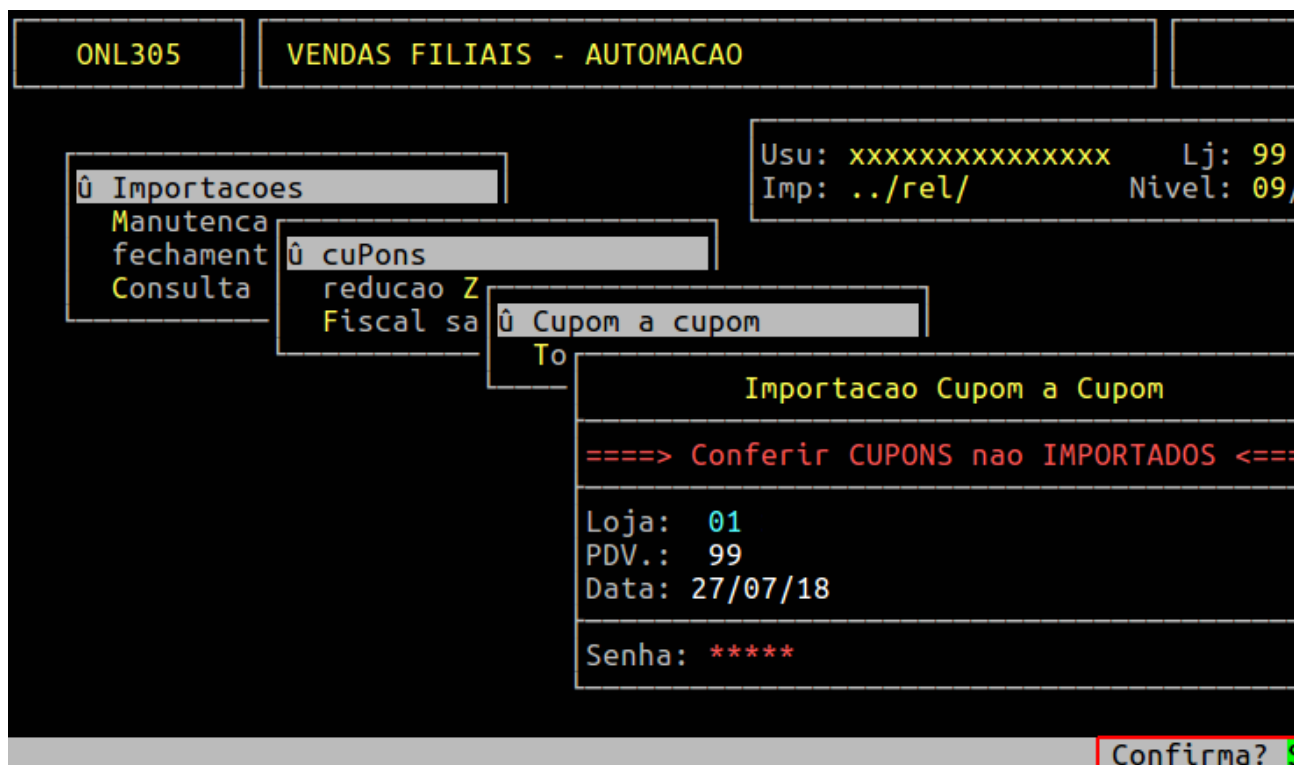 ONL305 VENDAS FILIAIS - AUTOMACAO
Usu: xxxxxxxxxxxxxxx Lj: 99
Imp: ../rel/ Nivel: 09/
û Importacoes
Manutenca
fechament
Consulta
û cuPons
reducao Z
Fiscal sa
û Cupom a cupom
To
Importacao Cupom a Cupom
====> Conferir CUPONS nao IMPORTADOS <===
Loja: 01
PDV.: 99
Data: 27/07/18
Senha: *****
Confirma? S